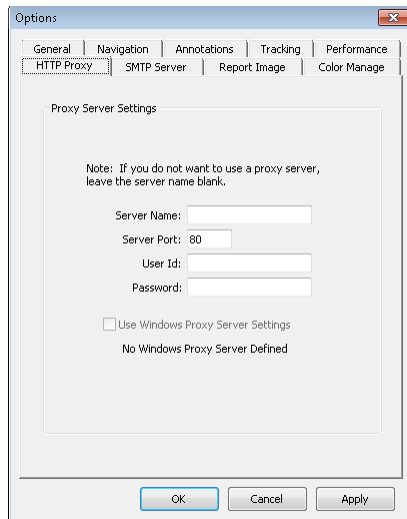 Options
General Navigation Annotations Tracking Performance
HTTP Proxy SMTP Server Report Image Color Manage
Proxy Server Settings
Note: If you do not want to use a proxy server,
leave the server name blank.
Server Name:
Server Port: 80
User Id:
Password:
Use Windows Proxy Server Settings
No Windows Proxy Server Defined
OK Cancel Apply